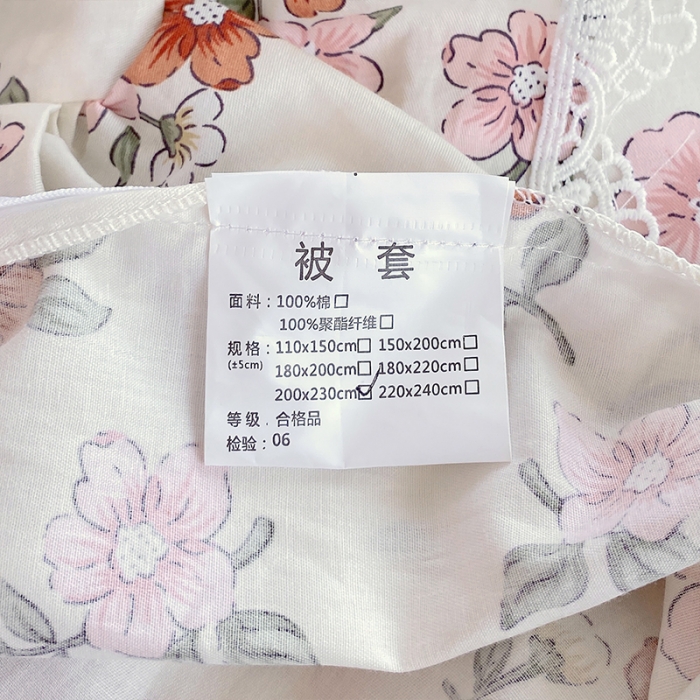 被 套
面料：100%棉□
100%聚酯纤维□
规格：110x150cm□ 150x200cm□
(±5cm) 180x200cm□ 180x220cm□
200x230cm☑ 220x240cm□
等级．合格品
检验：06